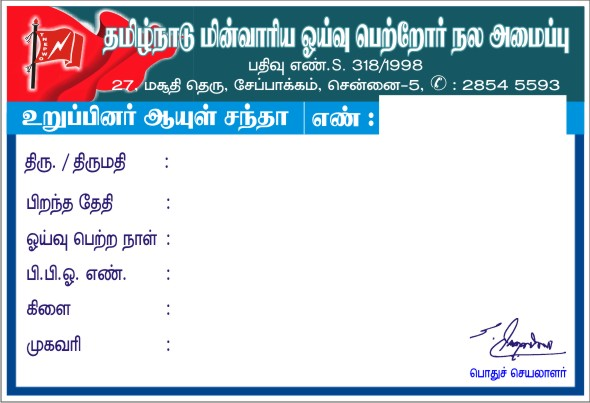 தமிழ்நாடு மின்வாரிய ஓய்வு பெற்றோர் நல அமைப்பு
பதிவு எண்.S. 318/1998
27, மசூதி தெரு, சேப்பாக்கம், சென்னை-5, ✆ : 2854 5593
உறுப்பினர் ஆயுள் சந்தா எண் :
திரு. / திருமதி :
பிறந்த தேதி :
ஓய்வு பெற்ற நாள் :
பி.பி.ஓ. எண். :
கிளை :
முகவரி :
பொதுச் செயலாளர்